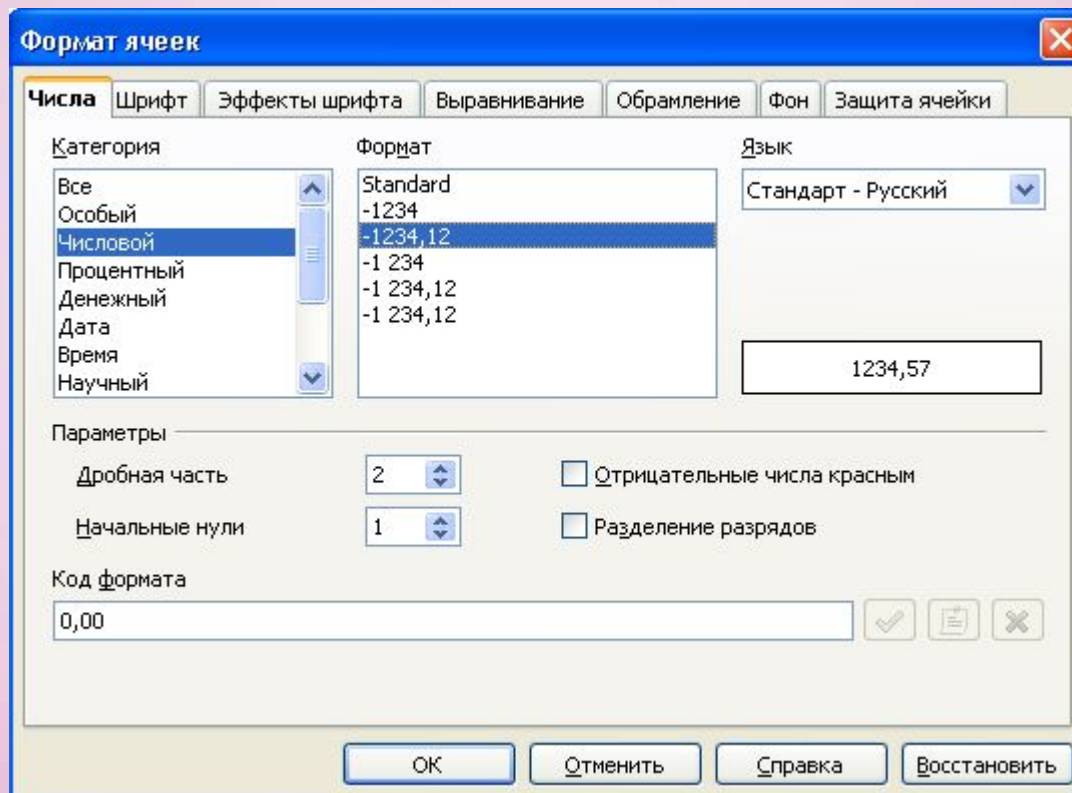 Формат ячеек
Числа Шрифт Эффекты шрифта Выравнивание Обрамление Фон Защита ячейки
Категория Формат Язык
Все
Особый
Числовой
Процентный
Денежный
Дата
Время
Научный
Standard
-1234
-1234,12
-1 234
-1 234,12
-1 234,12
Стандарт - Русский
1234,57
Параметры
Дробная часть 2 Отрицательные числа красным
Начальные нули 1 Разделение разрядов
Код формата
0,00
ОК Отменить Справка Восстановить